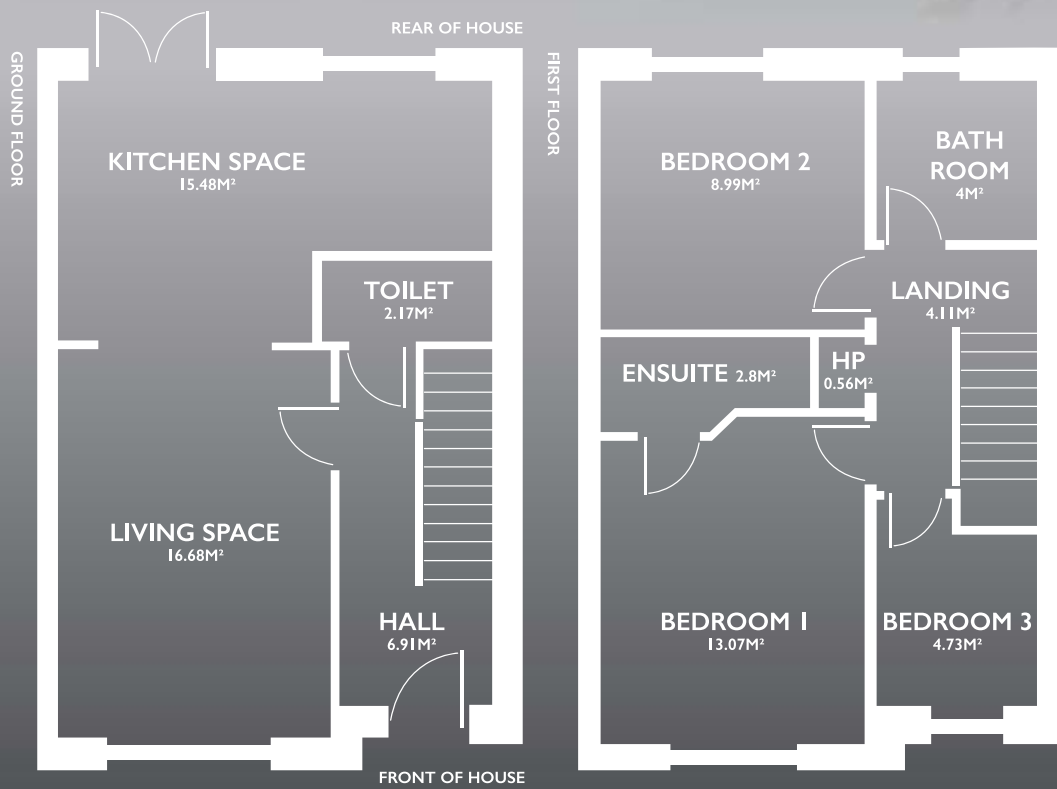 REAR OF HOUSE
GROUND FLOOR
KITCHEN SPACE
15.48M²
TOILET
2.17M²
LIVING SPACE
16.68M²
HALL
6.91M²
FRONT OF HOUSE
FIRST FLOOR
BEDROOM 2
8.99M²
BATH
ROOM
4M²
LANDING
4.11M²
ENSUITE 2.8M²
HP
0.56M²
BEDROOM 1
13.07M²
BEDROOM 3
4.73M²